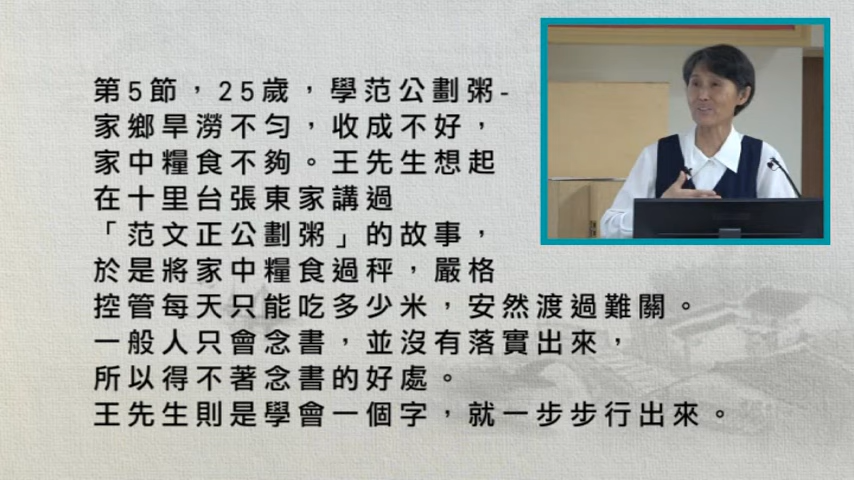 第5節，25歲，學范公劃粥-
家鄉旱澇不勻，收成不好，
家中糧食不夠。王先生想起
在十里台張東家講過
「范文正公劃粥」的故事，
於是將家中糧食過秤，嚴格
控管每天只能吃多少米，安然渡過難關。
一般人只會念書，並沒有落實出來，
所以得不著念書的好處。
王先生則是學會一個字，就一步步行出來。